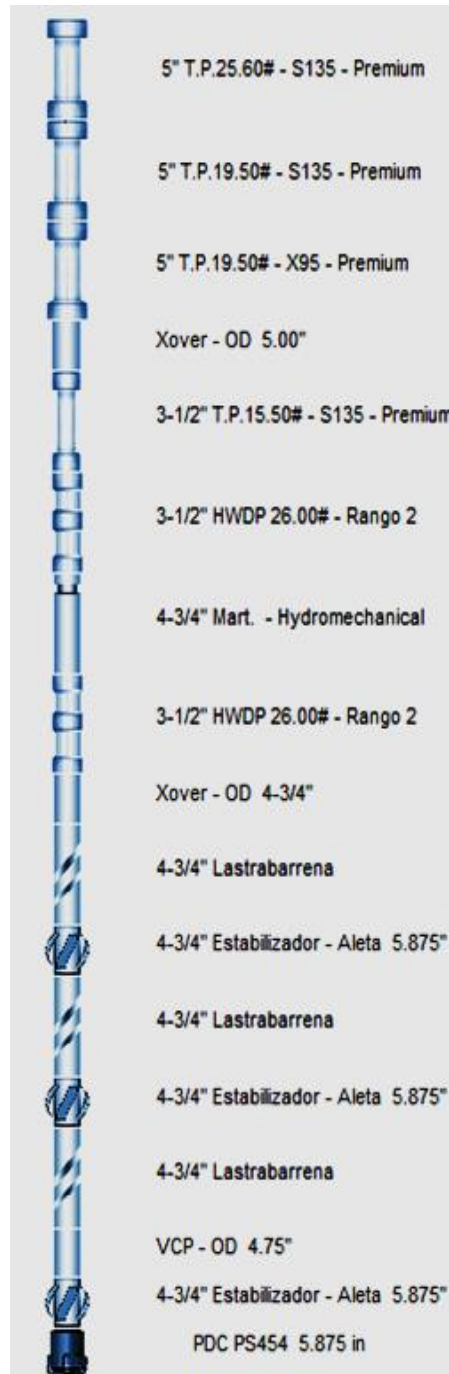 5" T.P.25.60# - S135 - Premium
5" T.P.19.50# - S135 - Premium
5" T.P.19.50# - X95 - Premium
Xover - OD 5.00"
3-1/2" T.P.15.50# - S135 - Premium
3-1/2" HWDP 26.00# - Rango 2
4-3/4" Mart. - Hydromechanical
3-1/2" HWDP 26.00# - Rango 2
Xover - OD 4-3/4"
4-3/4" Lastrabarrena
4-3/4" Estabilizador - Aleta 5.875"
4-3/4" Lastrabarrena
4-3/4" Estabilizador - Aleta 5.875"
4-3/4" Lastrabarrena
VCP - OD 4.75"
4-3/4" Estabilizador - Aleta 5.875"
PDC PS454 5.875 in